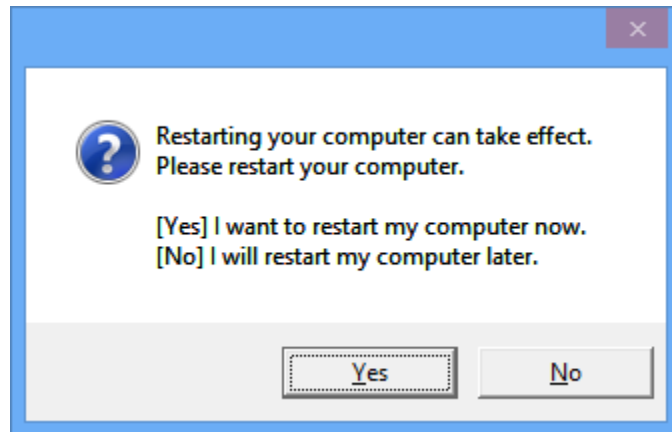 Restarting your computer can take effect.
Please restart your computer.
[Yes] I want to restart my computer now.
[No] I will restart my computer later.
Yes
No